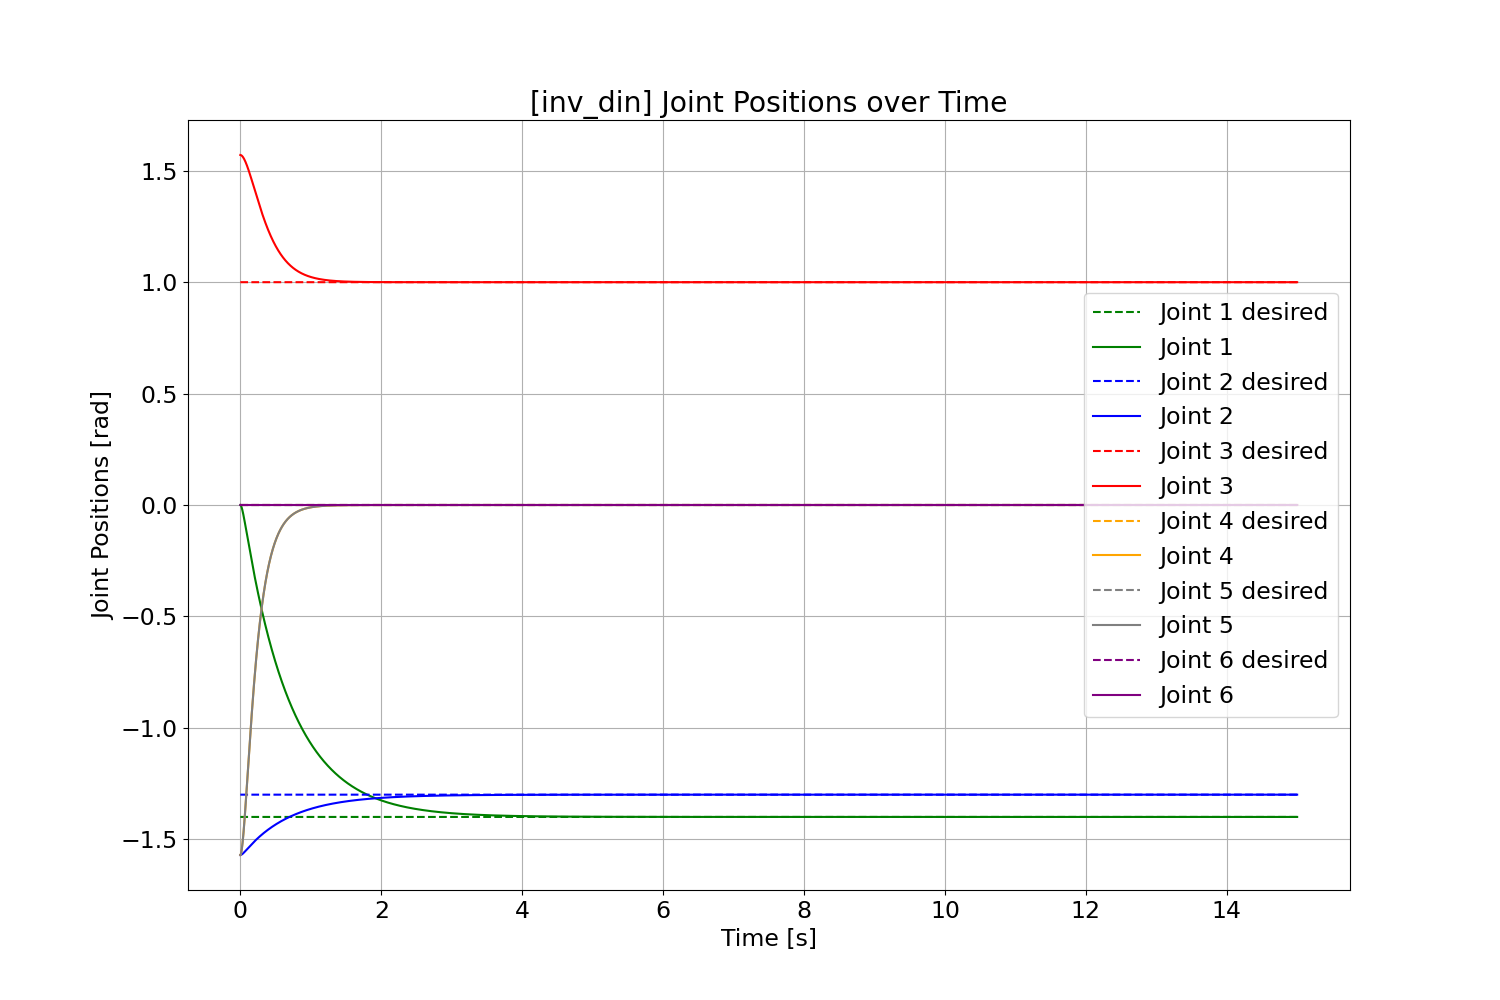 [inv_din] Joint Positions over Time
Joint Positions [rad]
1.5
1.0
0.5
0.0
−0.5
−1.0
−1.5
Joint 1 desired
Joint 1
Joint 2 desired
Joint 2
Joint 3 desired
Joint 3
Joint 4 desired
Joint 4
Joint 5 desired
Joint 5
Joint 6 desired
Joint 6
0 2 4 6 8 10 12 14
Time [s]